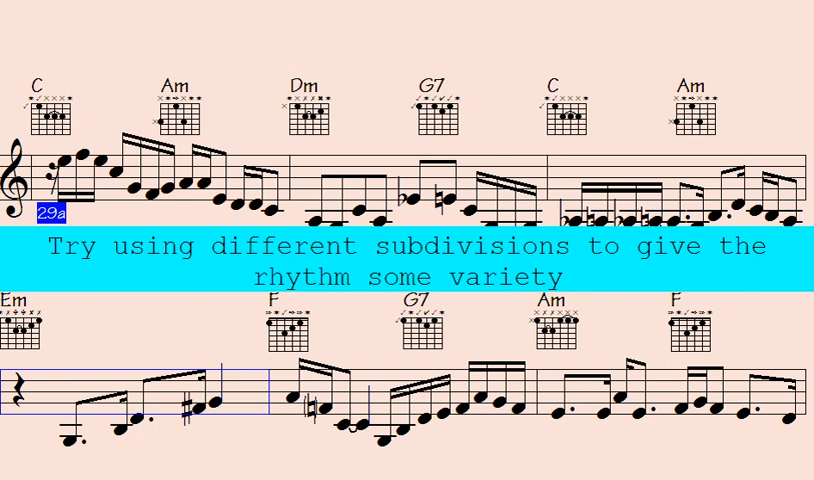 C Am Dm G7 C Am
29a
Try using different subdivisions to give the
rhythm some variety
Em F G7 Am F